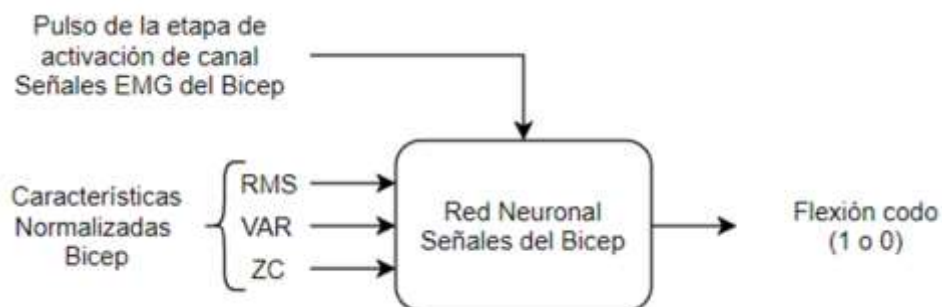 Pulso de la etapa de
activación de canal
Señales EMG del Bicep
Características
Normalizadas
Bicep
RMS
VAR
ZC
Red Neuronal
Señales del Bicep
Flexión codo
(1 o 0)